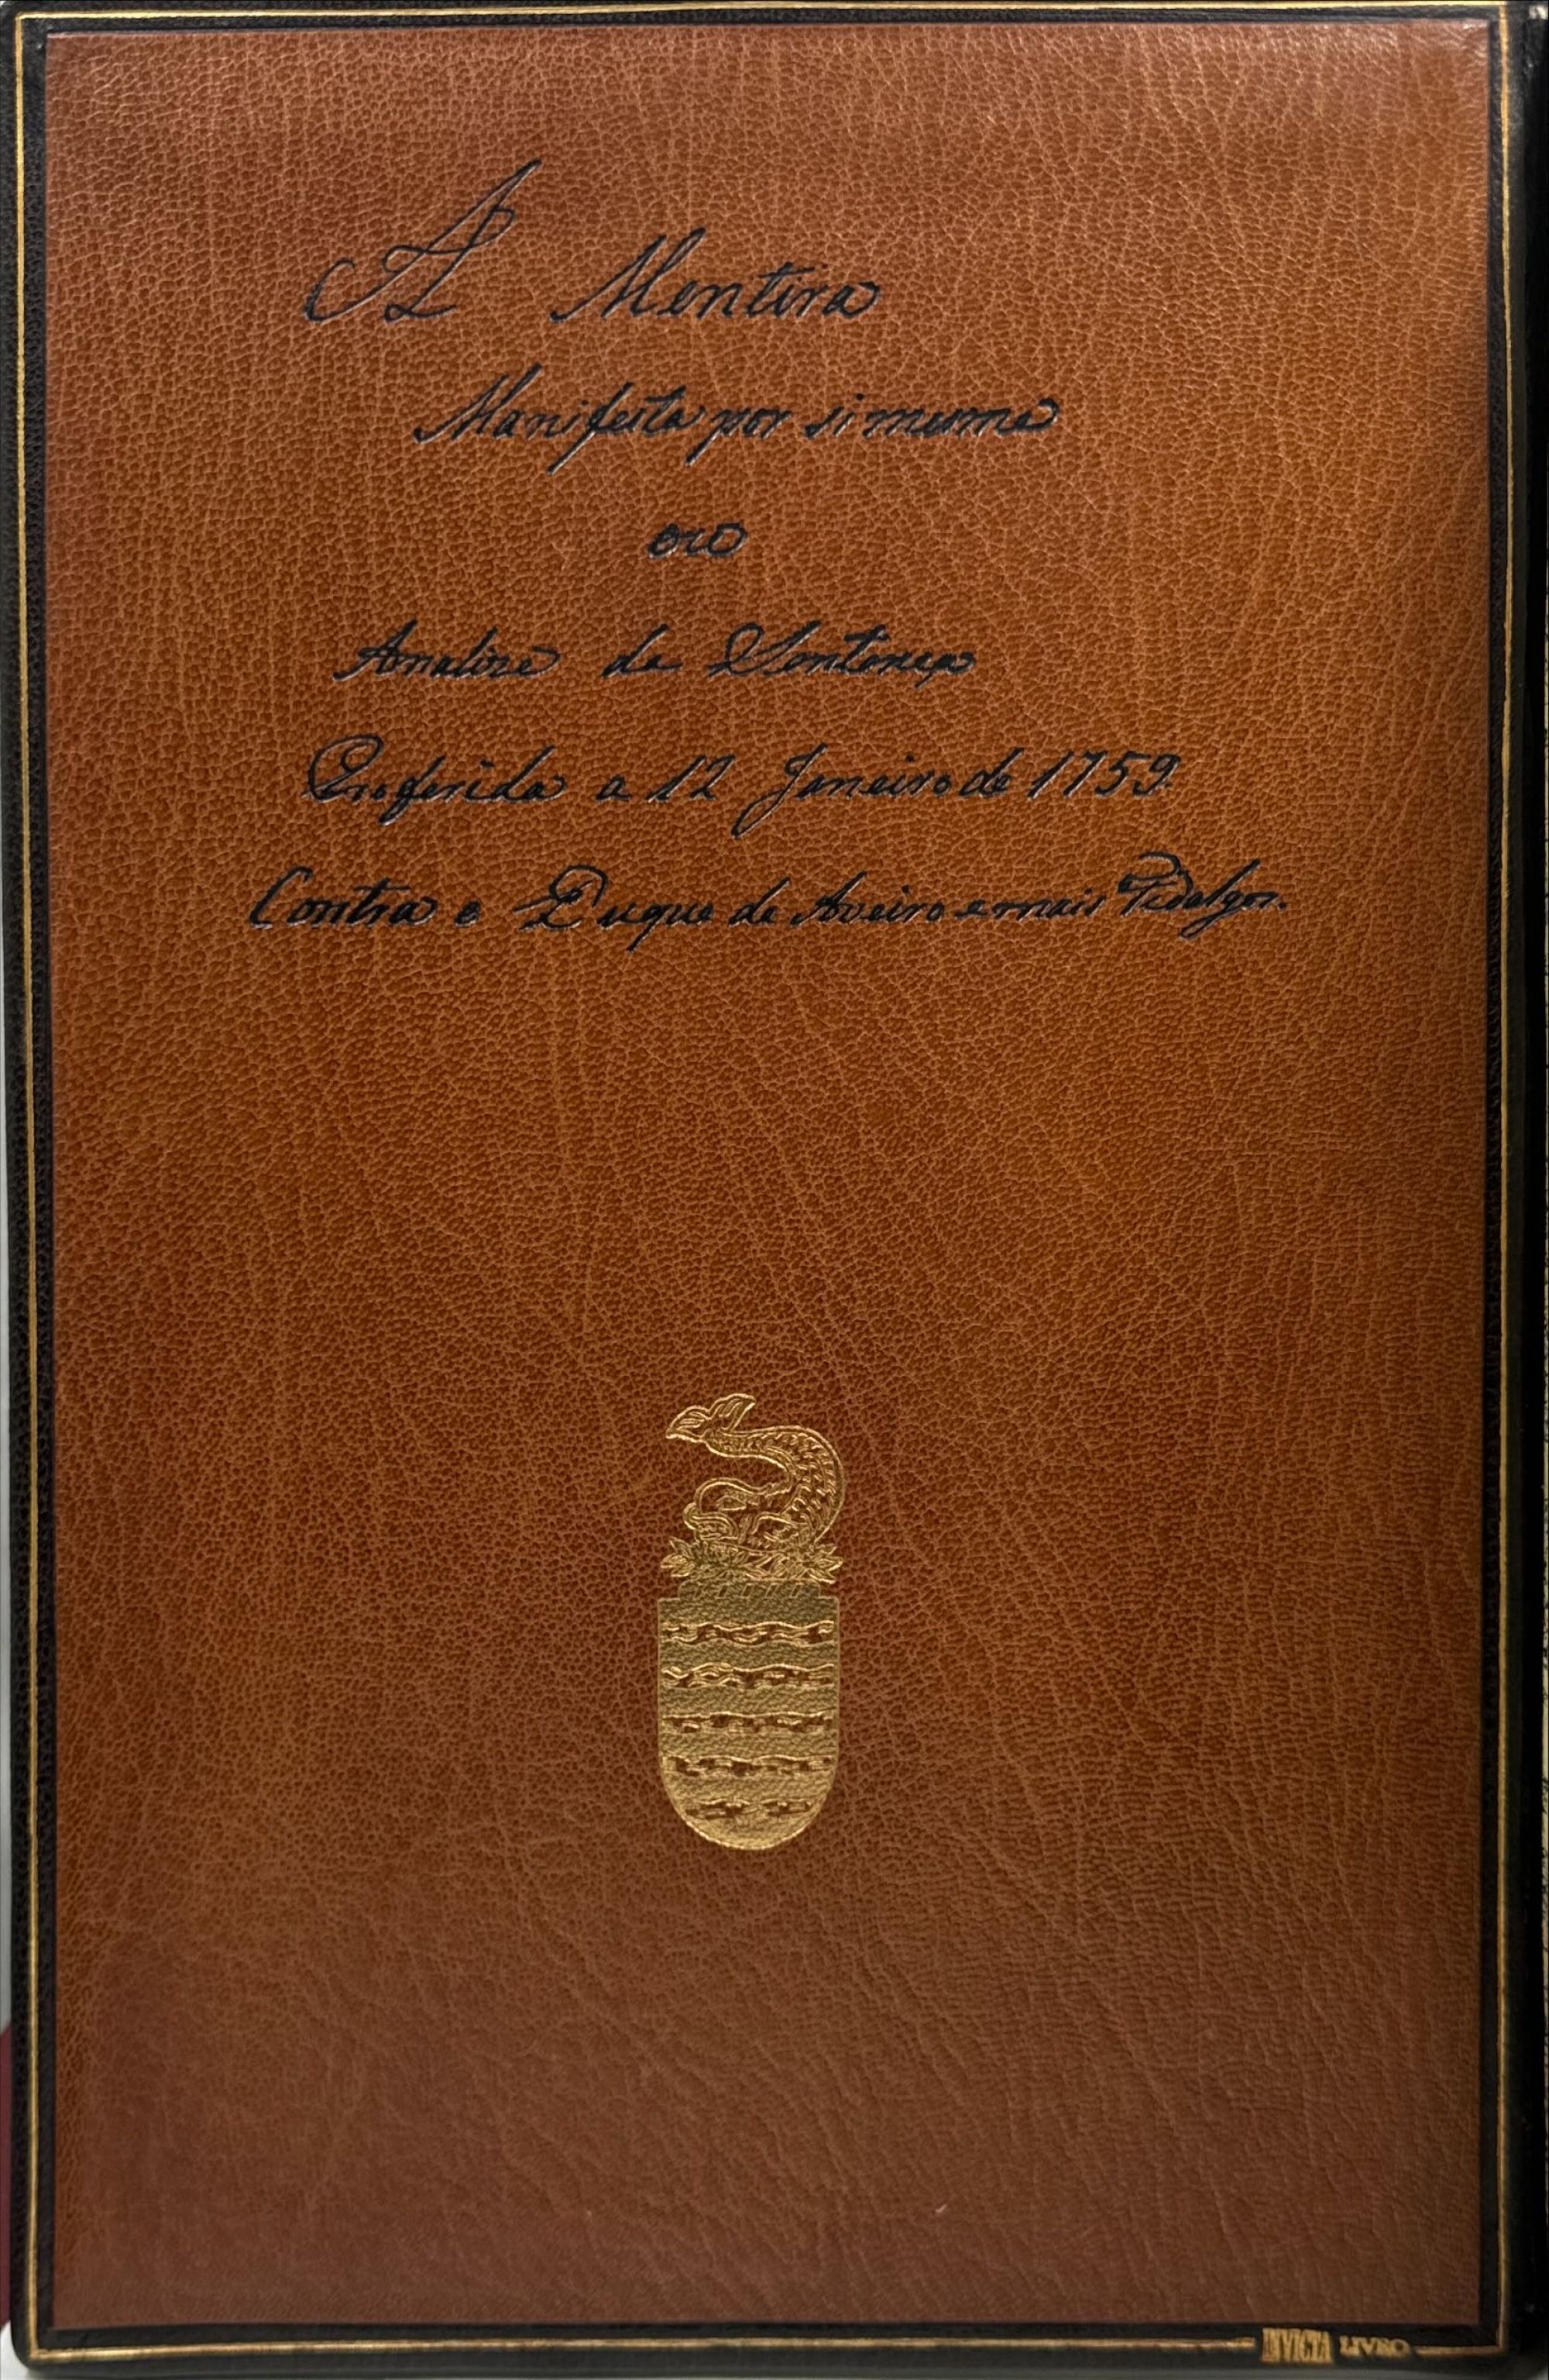 A Mentira
Manifesta por si mesma
ou
Analize da Sentença
Proferida a 12 Janeiro de 1759.
Contra o Duque de Aveiro e mais Fidalgos.
INVICTA LIVRO